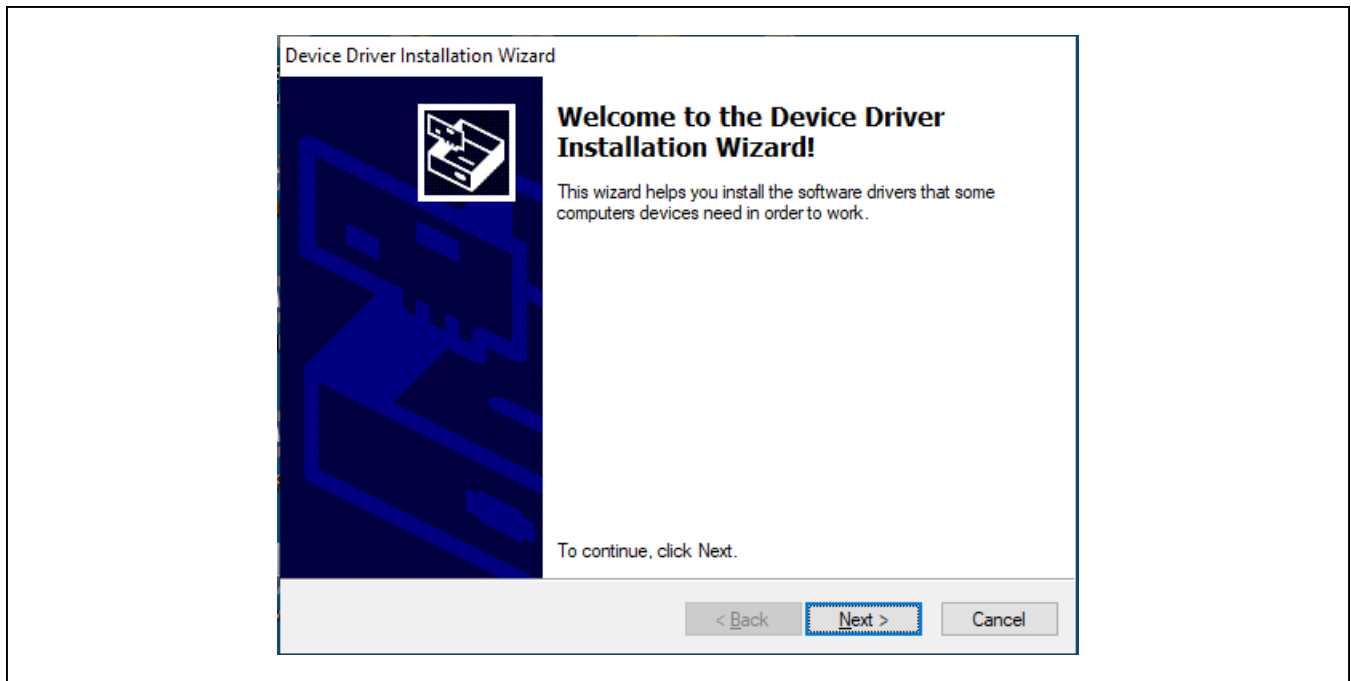 Device Driver Installation Wizard
Welcome to the Device Driver
Installation Wizard!
This wizard helps you install the software drivers that some
computers devices need in order to work.
To continue, click Next.
< Back Next > Cancel